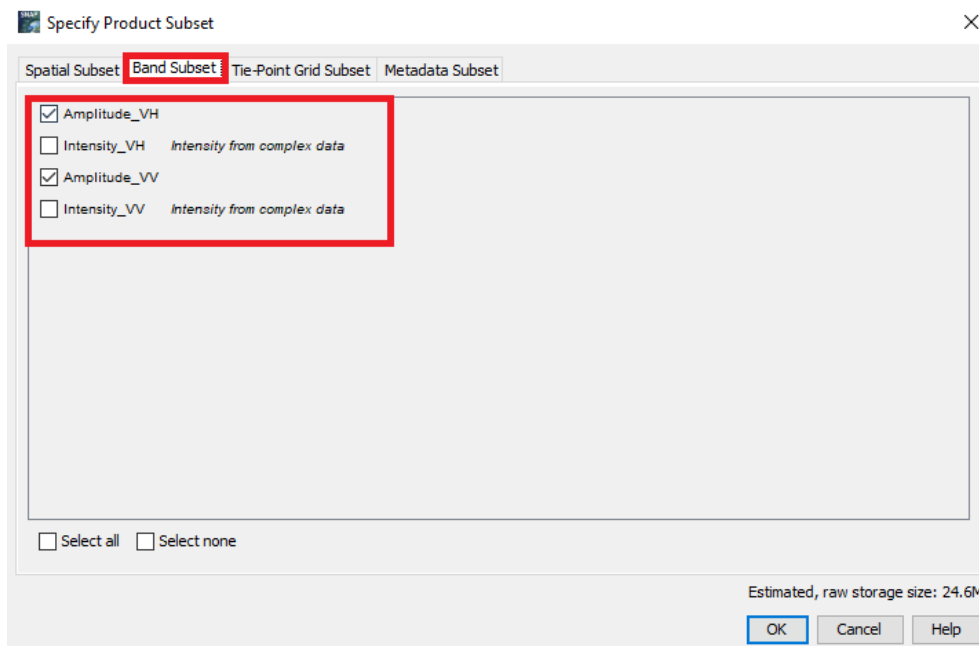 SNAP Specify Product Subset
Spatial Subset Band Subset Tie-Point Grid Subset Metadata Subset
Amplitude_VH
Intensity_VH Intensity from complex data
Amplitude_VV
Intensity_VV Intensity from complex data
Select all Select none
Estimated, raw storage size: 24.6M
OK Cancel Help